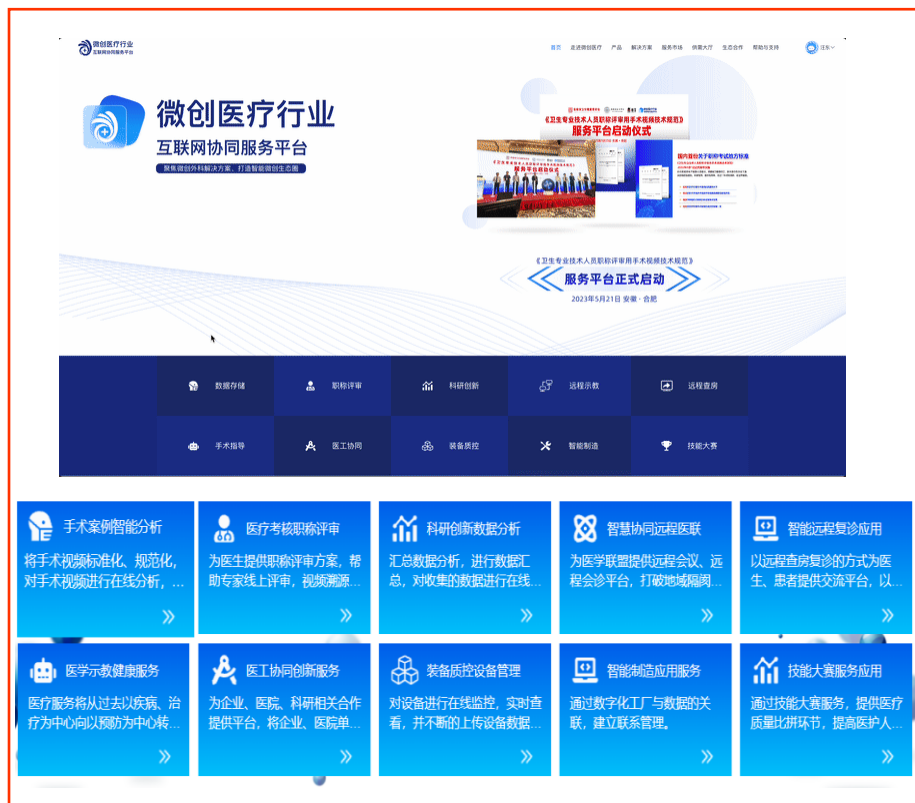 微创医疗行业
互联网协同服务平台
首页 走进微创医疗 产品 解决方案 服务市场 供需大厅 生态合作 帮助与支持 汪东
微创医疗行业
互联网协同服务平台
聚焦微创外科解决方案，打造智能微创生态圈
《卫生专业技术人员职称评审用手术视频技术规范》
服务平台启动仪式
服务平台启动仪式
国内首份关于职称考试地方标准
《卫生专业技术人员职称评审用手术视频技术规范》
服务平台正式启动
2023年5月21日 安徽·合肥
数据存储 职称评审 科研创新 远程示教 远程查房
手术指导 医工协同 装备质控 智能制造 技能大赛
手术案例智能分析
将手术视频标准化、规范化，
对手术视频进行在线分析，...
医疗考核职称评审
为医生提供职称评审方案，帮
助专家线上评审，视频溯源...
科研创新数据分析
汇总数据分析，进行数据汇
总，对收集的数据进行在线...
智慧协同远程医联
为医学联盟提供远程会议、远
程会诊平台，打破地域隔阂...
智能远程复诊应用
以远程查房复诊的方式为医
生、患者提供交流平台，以...
医学示教健康服务
医疗服务将从过去以疾病、治
疗为中心向以预防为中心转...
医工协同创新服务
为企业、医院、科研相关合作
提供平台，将企业、医院单...
装备质控设备管理
对设备进行在线监控，实时查
看，并不断的上传设备数据...
智能制造应用服务
通过数字化工厂与数据的关
联，建立联系管理。
技能大赛服务应用
通过技能大赛服务，提供医疗
质量比拼环节，提高医护人...